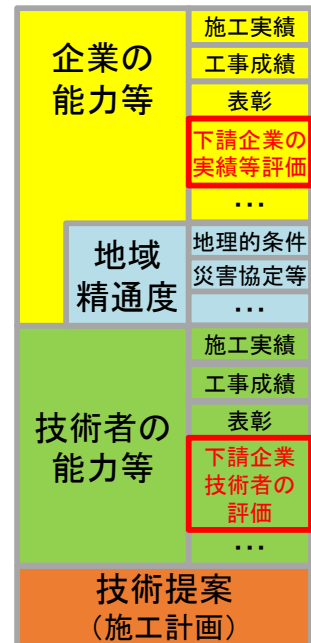 企業の
能力等
施工実績
工事成績
表彰
下請企業の
実績等評価
…
地域
精通度
地理的条件
災害協定等
…
技術者の
能力等
施工実績
工事成績
表彰
下請企業
技術者の
評価
…
技術提案
（施工計画）